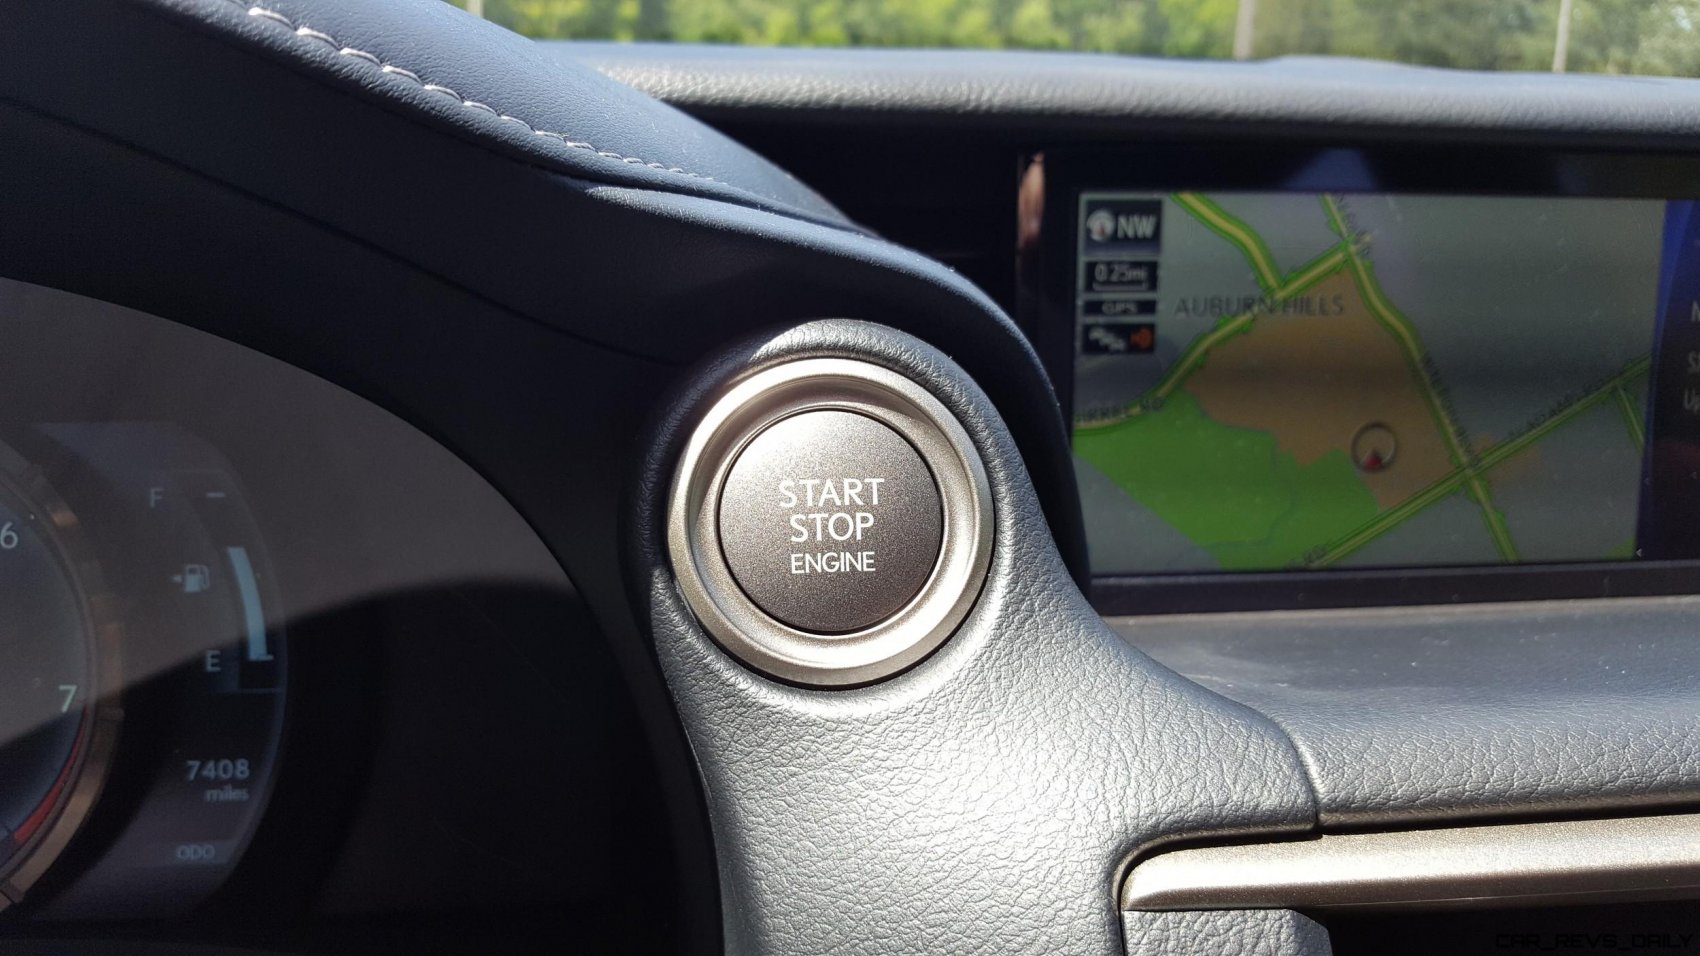 6
7
F
E
7408
miles
ODO
START
STOP
ENGINE
NW
0.25mi
GPS
AUBURN HILLS
CAR_REVS_DAILY